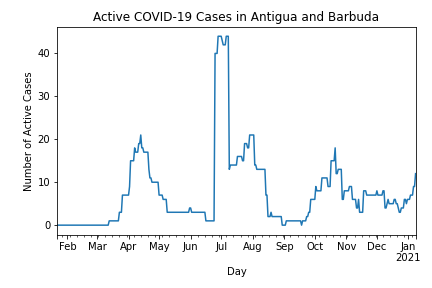 Active COVID-19 Cases in Antigua and Barbuda
Number of Active Cases
40
30
20
10
0
Feb Mar Apr May Jun Jul Aug Sep Oct Nov Dec Jan
2021
Day